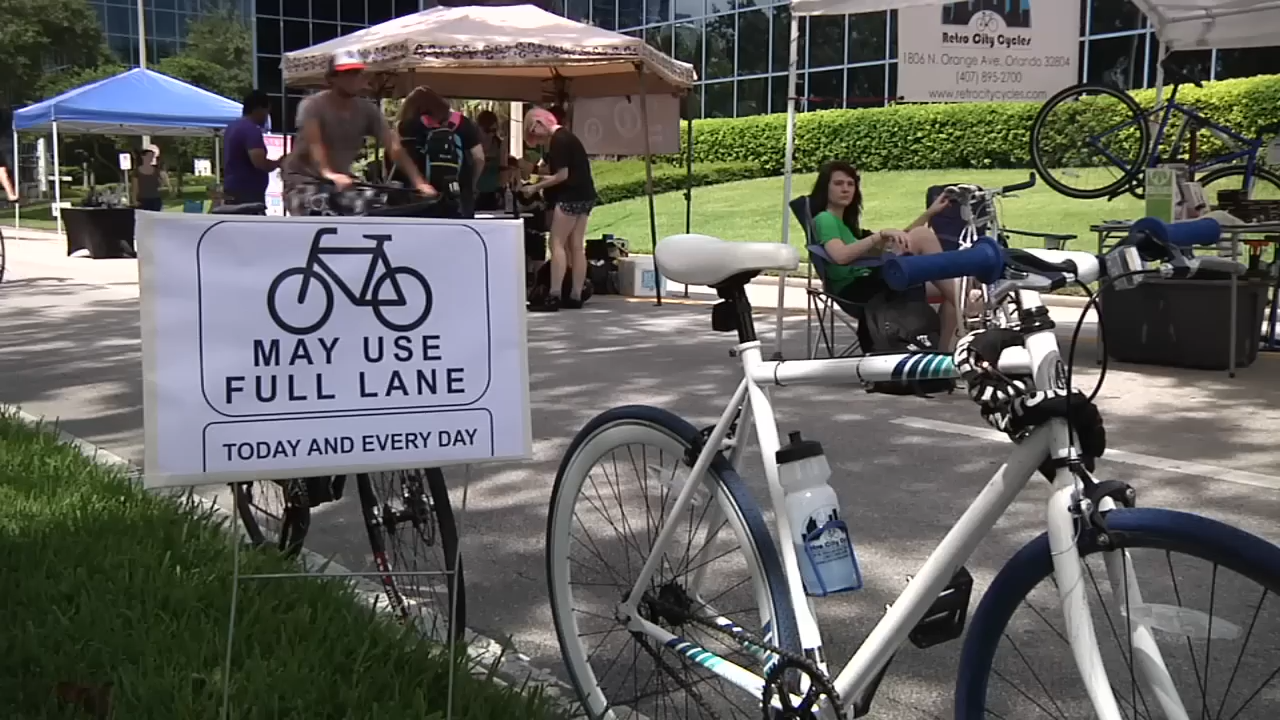 Retro City Cycles
1806 N. Orange Ave, Orlando 32804
(407) 895-2700
www.retrocitycycles.com
MAY USE
FULL LANE
TODAY AND EVERY DAY